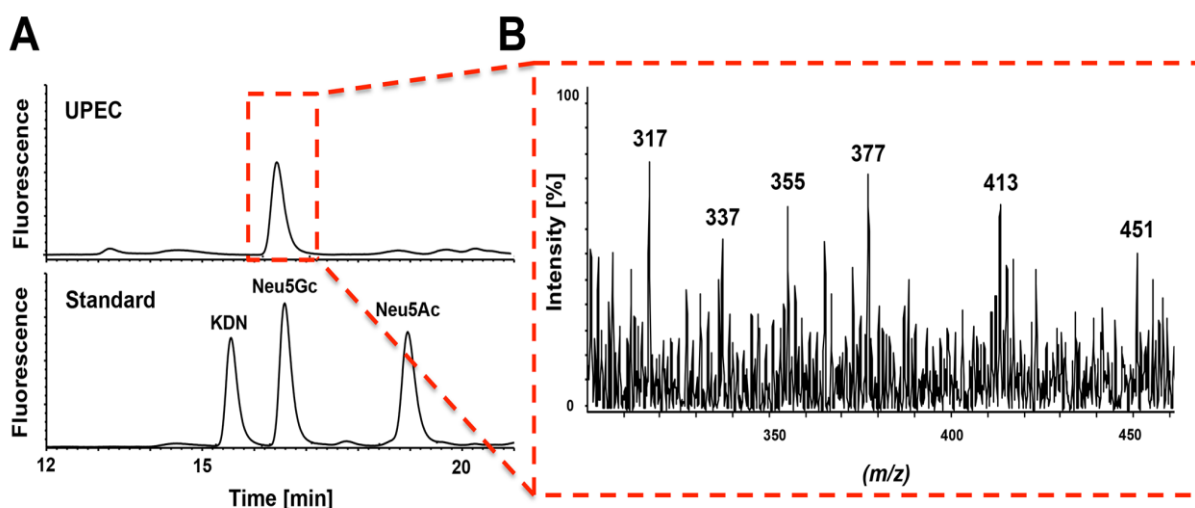 A
UPEC
Fluorescence
Standard
KDN
Neu5Gc
Neu5Ac
Fluorescence
12
15
20
Time [min]
B
100
Intensity [%]
0
317
337
355
377
413
451
350
400
450
(m/z)